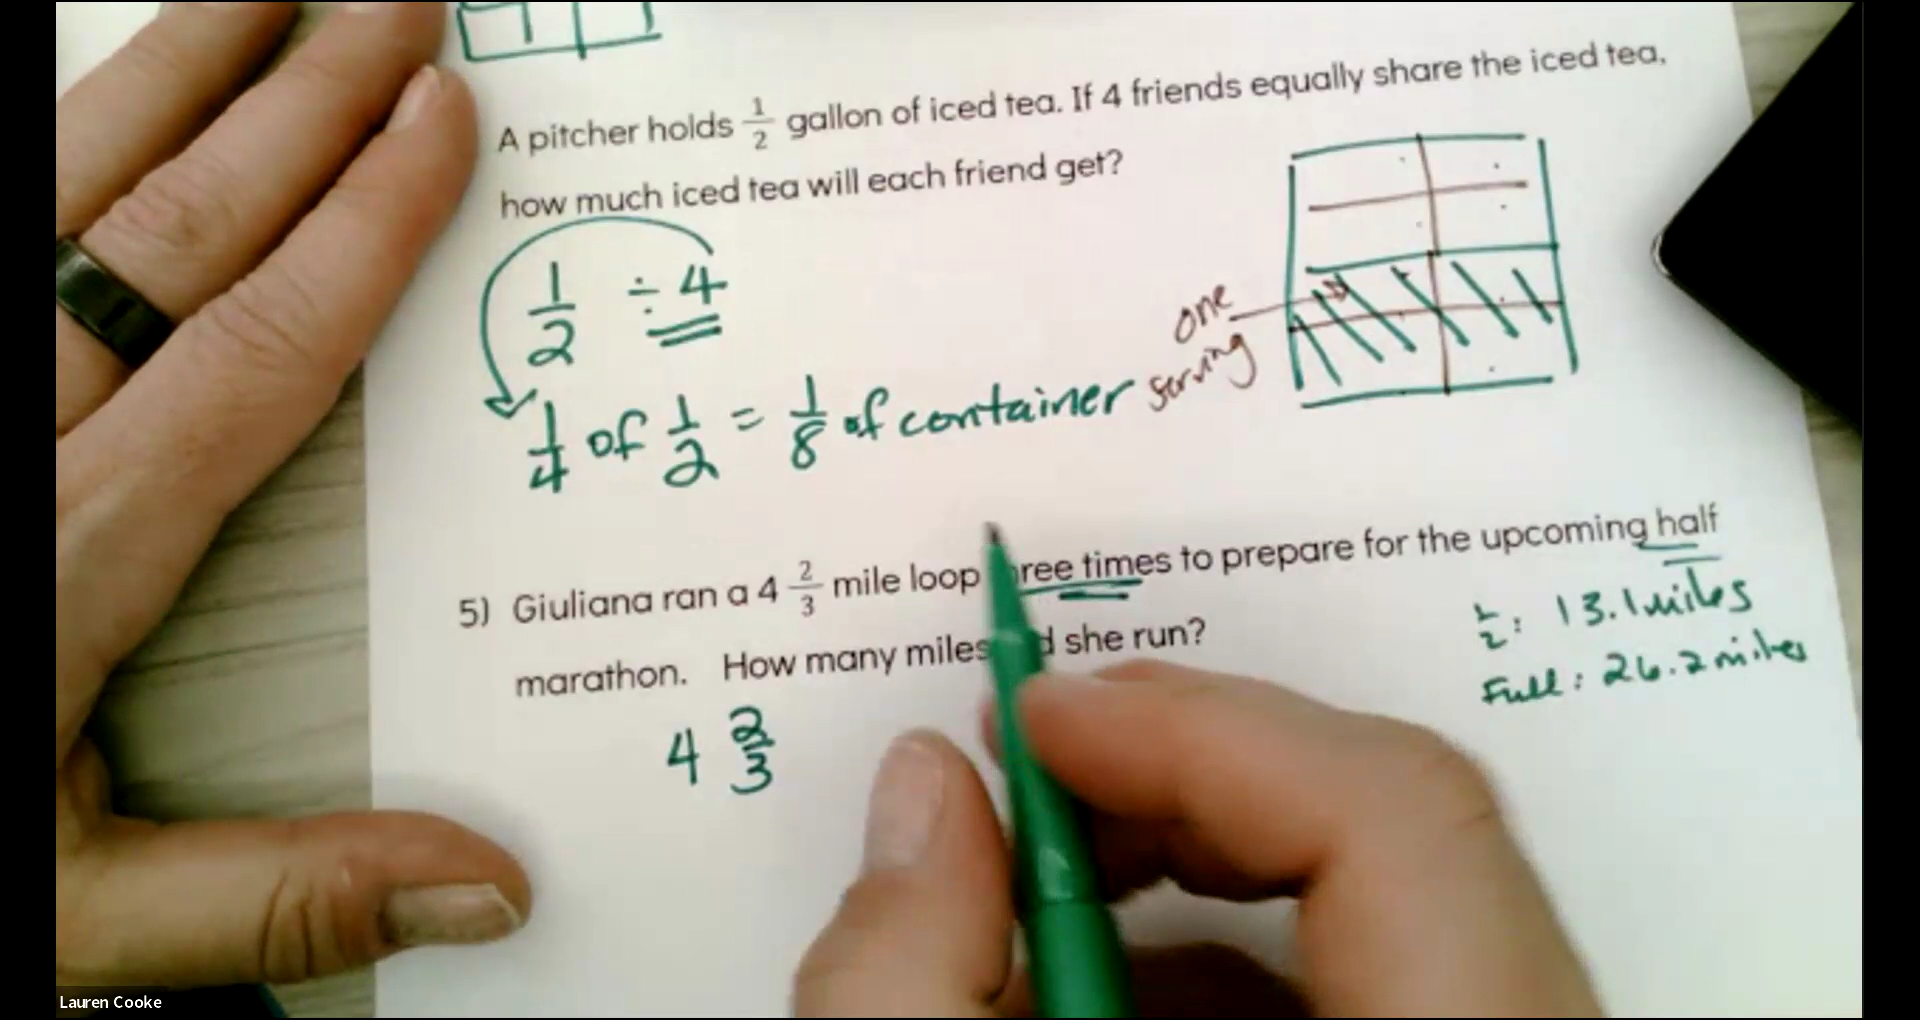 A pitcher holds 1/2 gallon of iced tea. If 4 friends equally share the iced tea,
how much iced tea will each friend get?
1/2 ÷ 4
one
serving
1/4 of 1/2 = 1/8 of container
5) Giuliana ran a 4 2/3 mile loop three times to prepare for the upcoming half
marathon. How many miles she run?
1/2: 13.1 miles
Full: 26.2 miles
4 2/3
Lauren Cooke